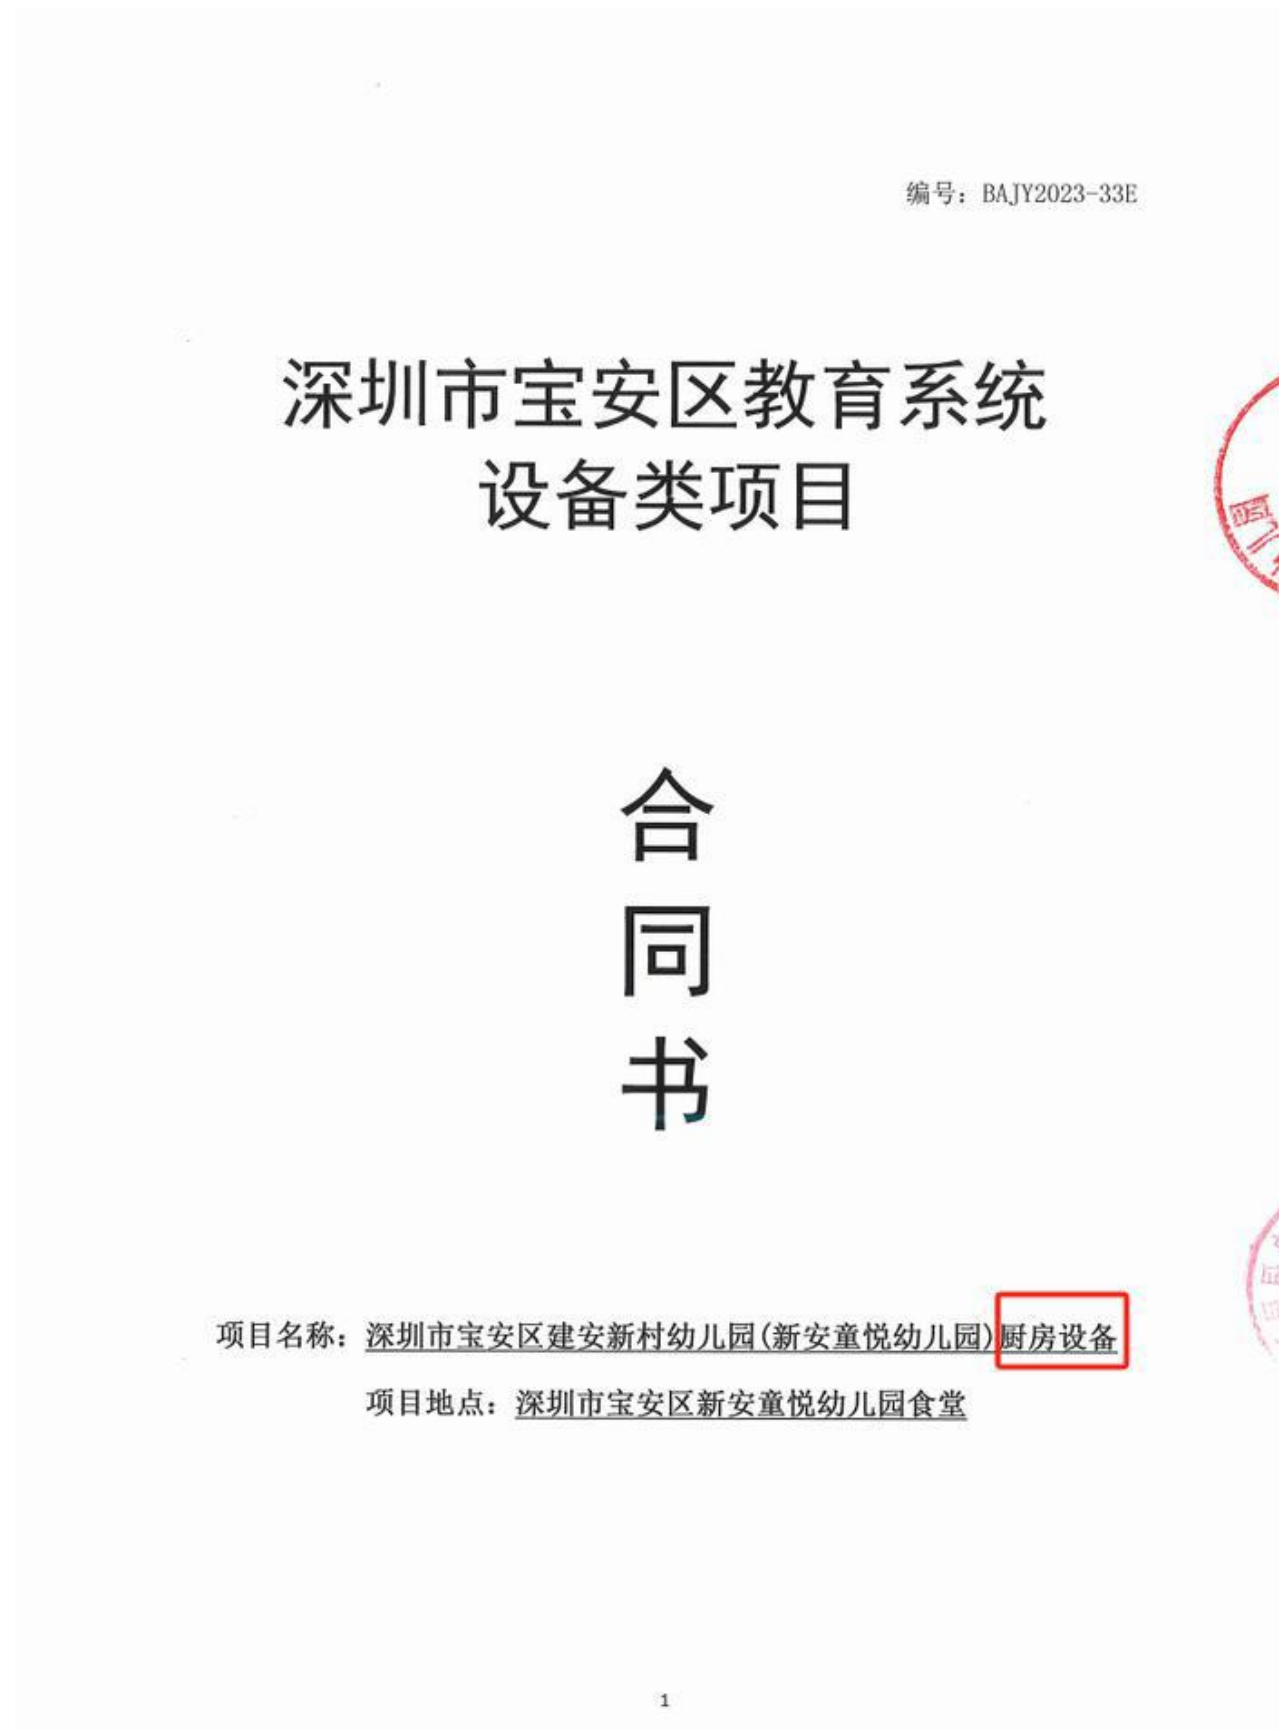 编号：BAJY2023-33E
深圳市宝安区教育系统
设备类项目
合
同
书
项目名称：深圳市宝安区建安新村幼儿园(新安童悦幼儿园)厨房设备
项目地点：深圳市宝安区新安童悦幼儿园食堂
1